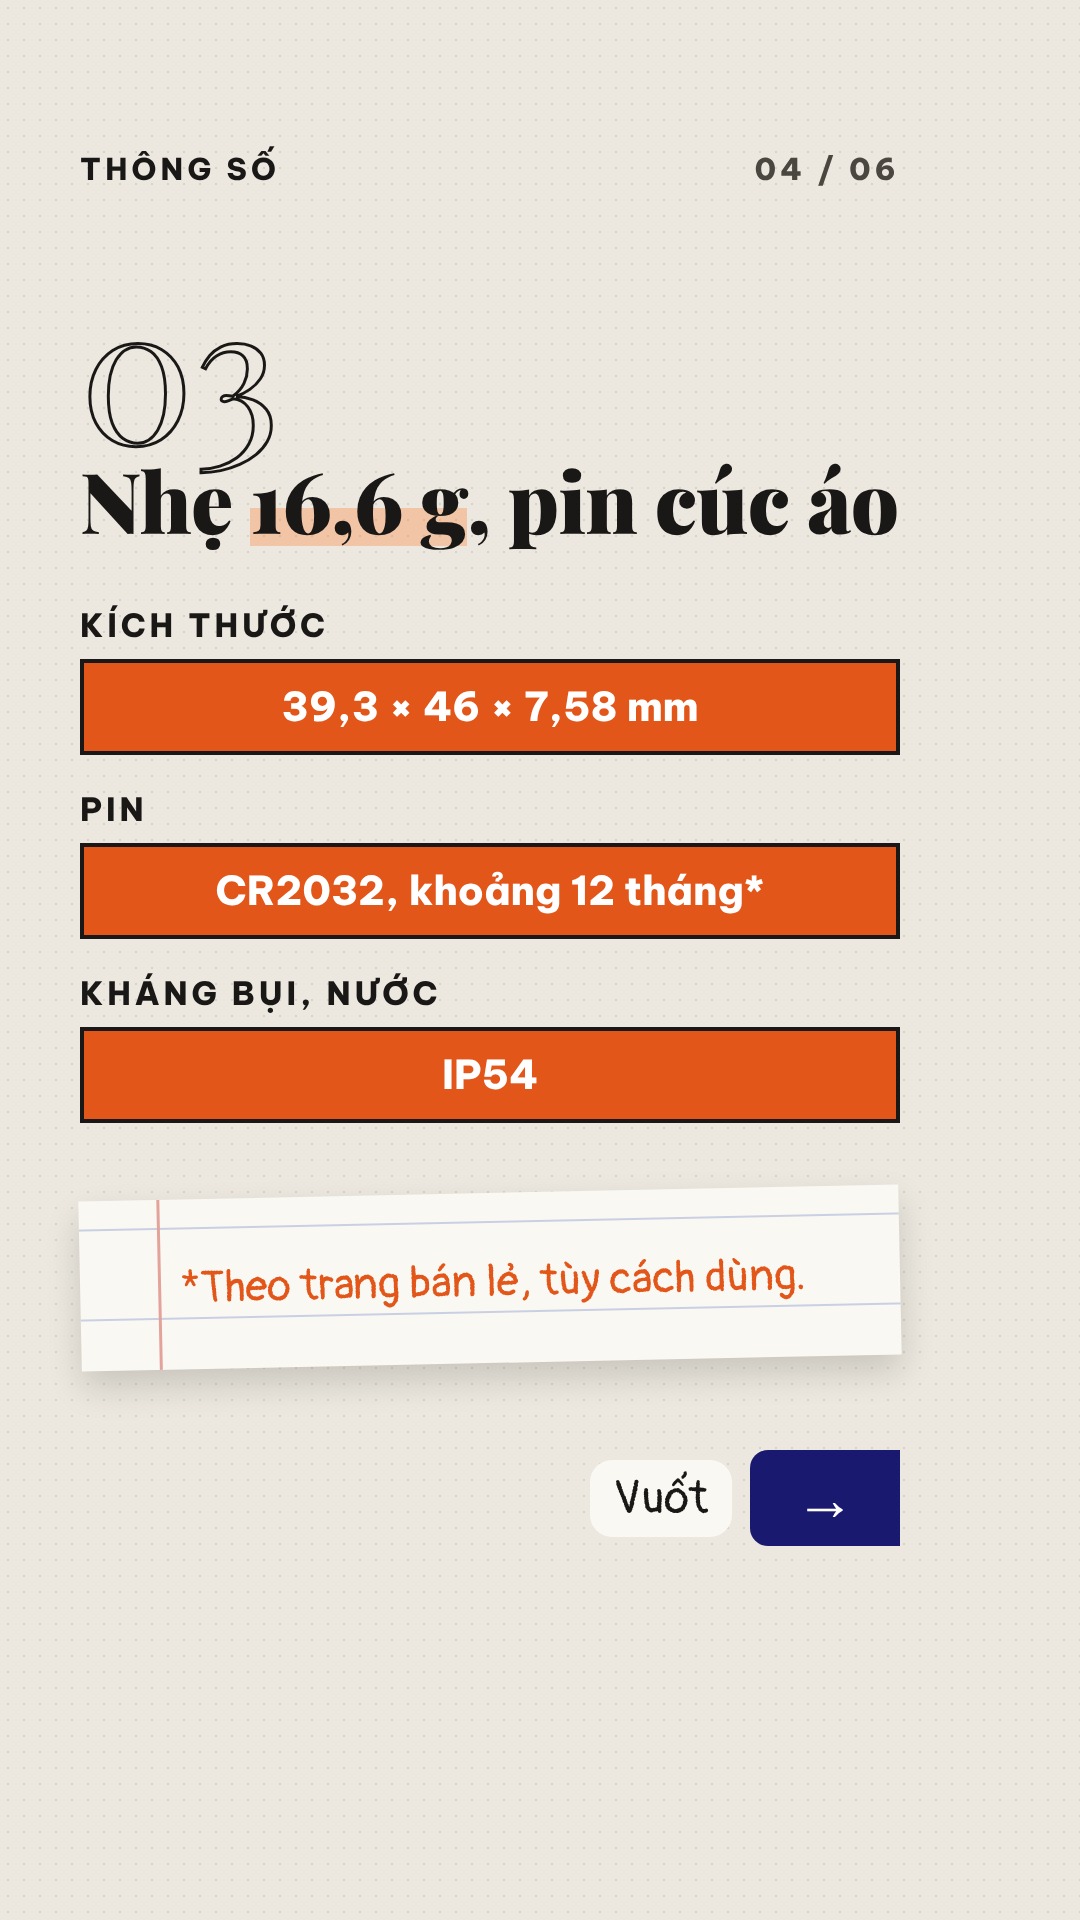 THÔNG SỐ
04 / 06
03
Nhẹ 16,6 g, pin cúc áo
KÍCH THƯỚC
39,3 × 46 × 7,58 mm
PIN
CR2032, khoảng 12 tháng*
KHÁNG BỤI, NƯỚC
IP54
*Theo trang bán lẻ, tùy cách dùng.
Vuốt →